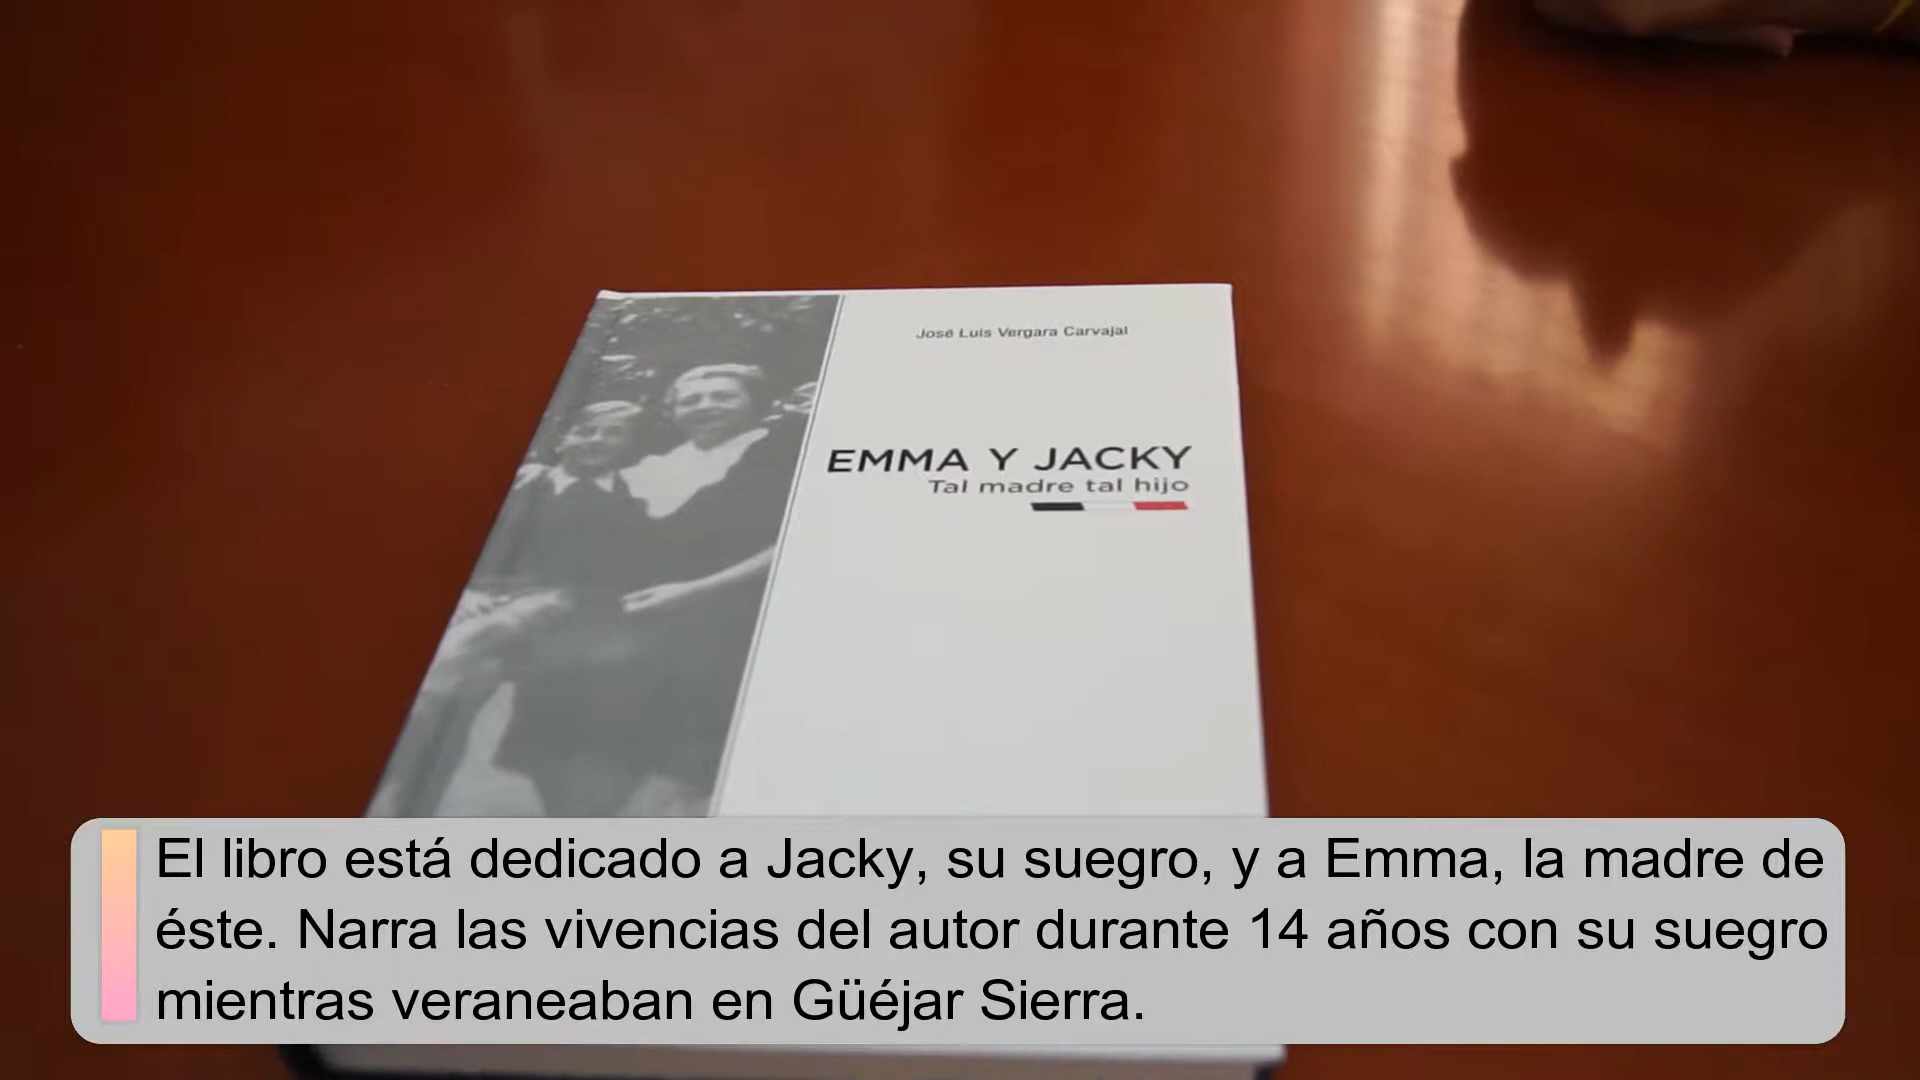 José Luis Vergara Carvajal
EMMA Y JACKY
Tal madre tal hijo
El libro está dedicado a Jacky, su suegro, y a Emma, la madre de
éste. Narra las vivencias del autor durante 14 años con su suegro
mientras veraneaban en Güéjar Sierra.